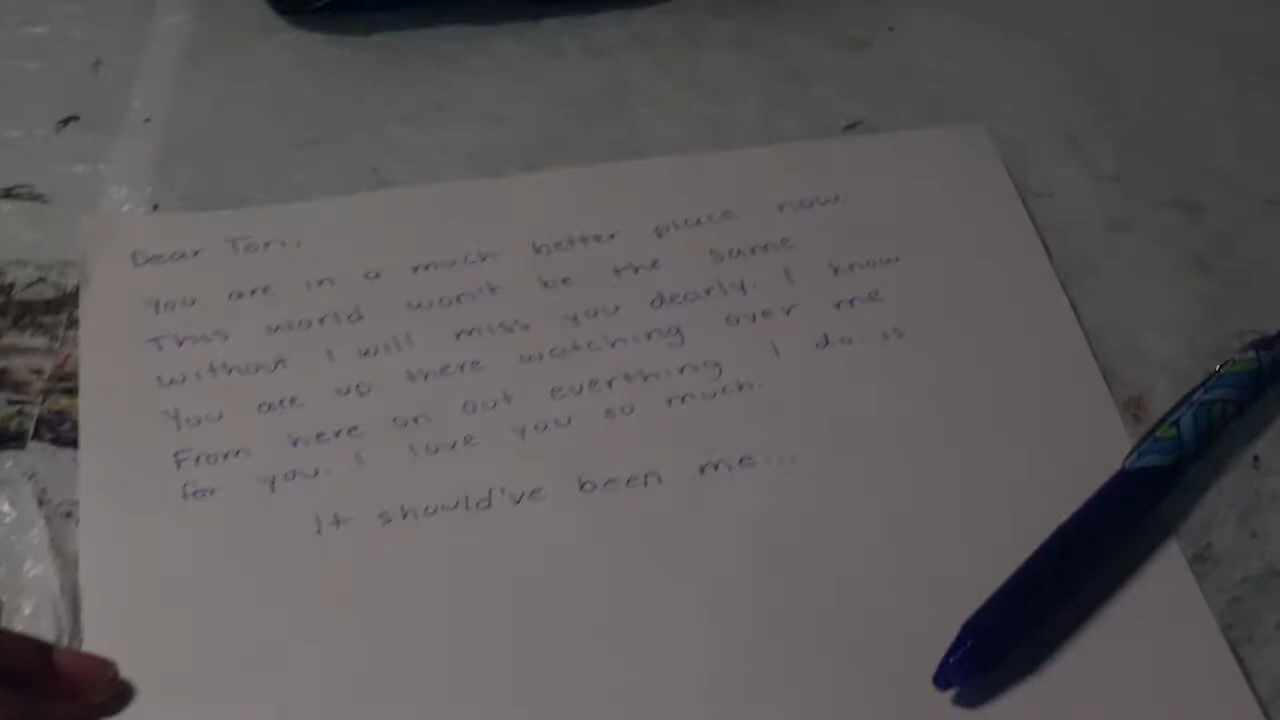 Dear Tori,
You are in a much better place now.
This world won't be the same
without I will miss you dearly. I know
You are up there watching over me
From here on out everthing I do is
for you. I love you so much.
It should've been me...